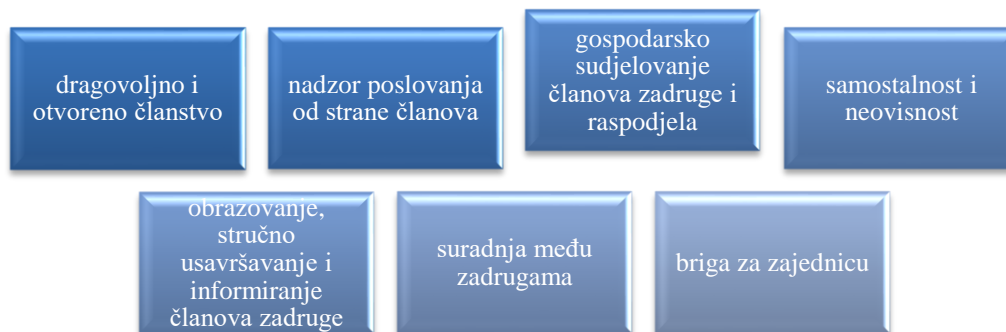 dragovoljno i
otvoreno članstvo
nadzor poslovanja
od strane članova
gospodarsko
sudjelovanje
članova zadruge i
raspodjela
samostalnost i
neovisnost
obrazovanje,
stručno
usavršavanje i
informiranje
članova zadruge
suradnja među
zadrugama
briga za zajednicu